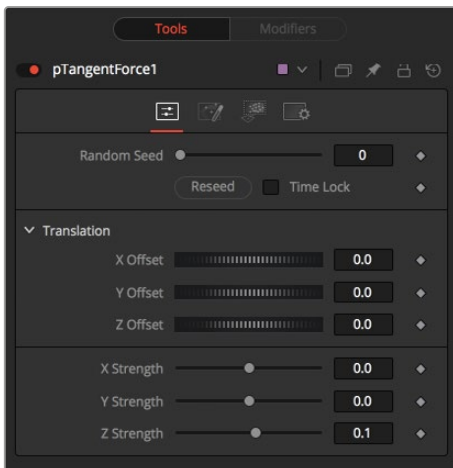 Tools Modifiers
pTangentForce1
Random Seed 0
Reseed Time Lock
Translation
X Offset 0.0
Y Offset 0.0
Z Offset 0.0
X Strength 0.0
Y Strength 0.0
Z Strength 0.1